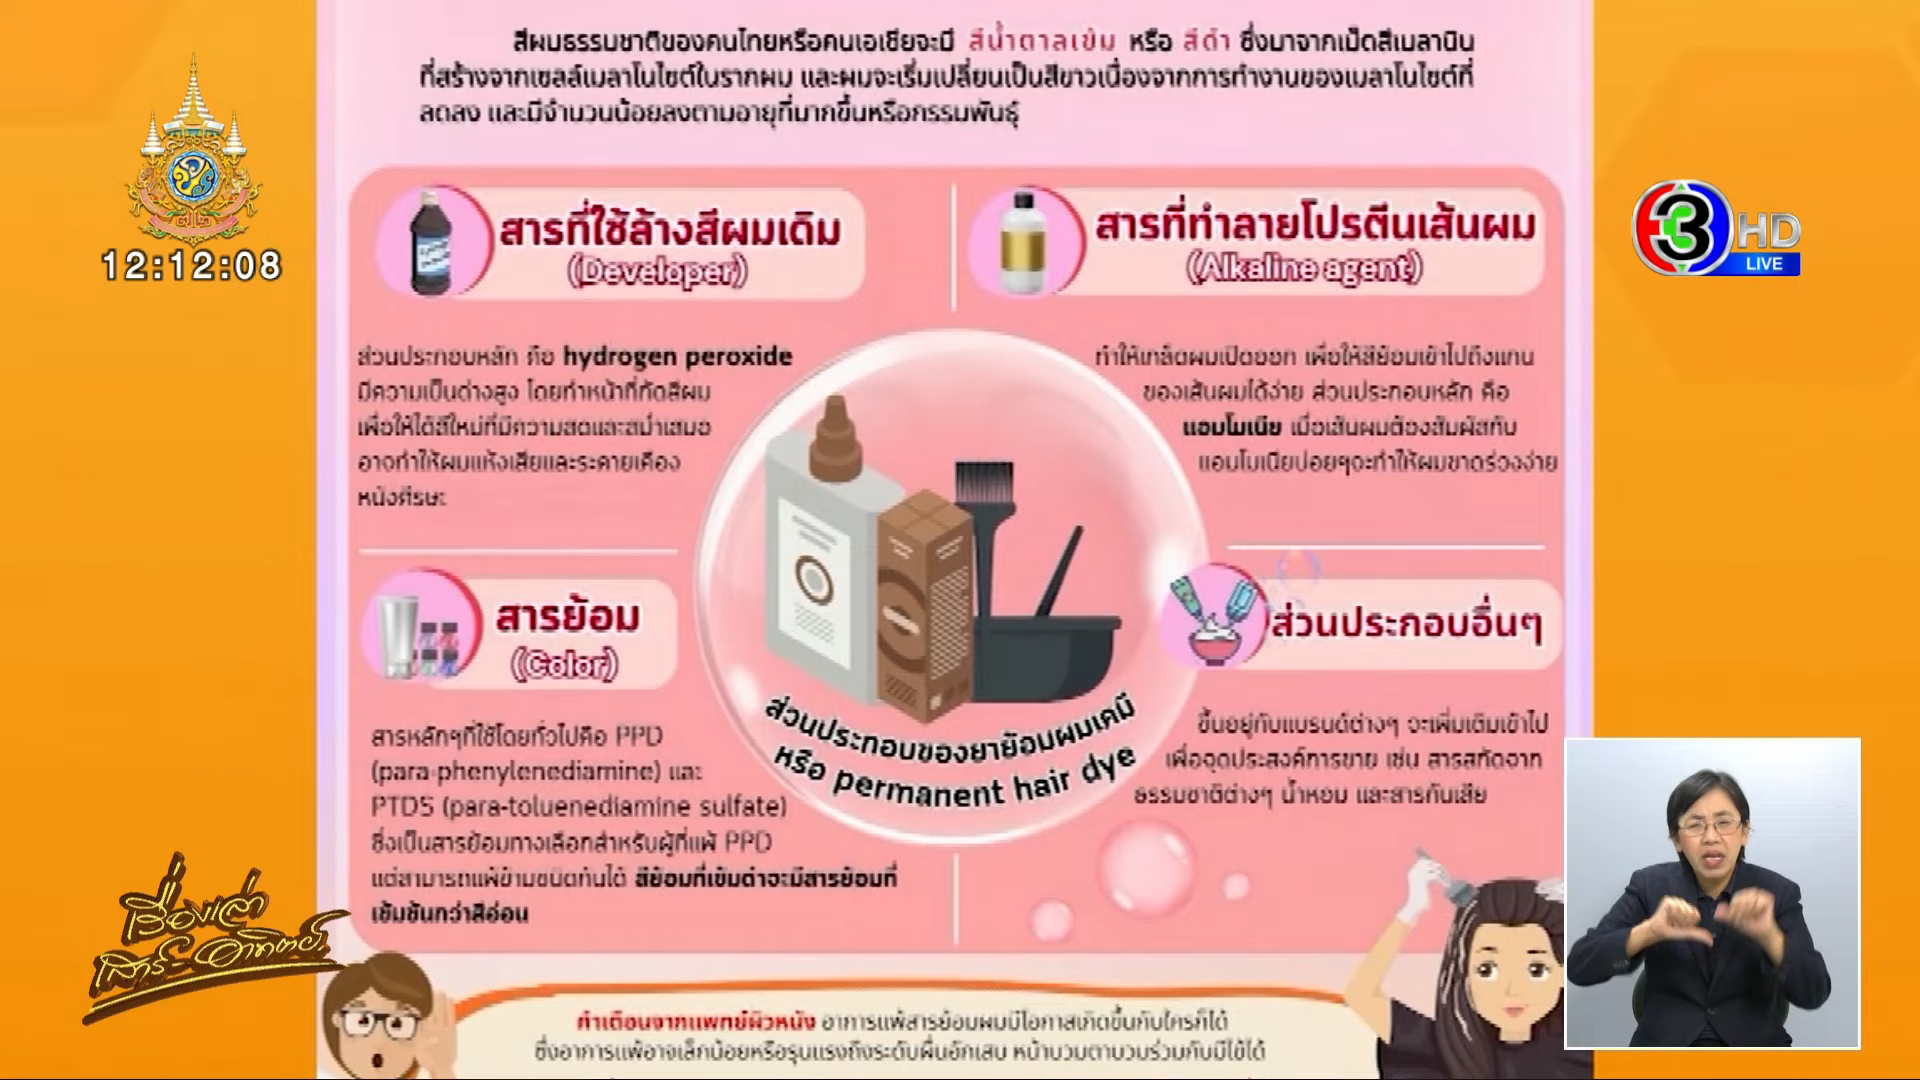 สีผมธรรมชาติของคนไทยหรือคนเอเชียจะมี สีน้ำตาลเข้ม หรือ สีดำ ซึ่งมาจากเม็ดสีเมลานิน
ที่สร้างจากเซลล์เมลาโนไซต์ในรากผม และผมจะเริ่มเปลี่ยนเป็นสีขาวเนื่องจากการทำงานของเมลาโนไซต์ที่
ลดลง และมีจำนวนน้อยลงตามอายุที่มากขึ้นหรือกรรมพันธุ์
12:12:08
3 HD
LIVE
สารที่ใช้ล้างสีผมเดิม
(Developer)
ส่วนประกอบหลัก คือ hydrogen peroxide
มีความเป็นด่างสูง โดยทำหน้าที่กัดสีผม
เพื่อให้ได้สีใหม่ที่มีความสดและสม่ำเสมอ
อาจทำให้ผมแห้งเสียและระคายเคือง
หนังศีรษะ
สารที่ทำลายโปรตีนเส้นผม
(Alkaline agent)
ทำให้เกล็ดผมเปิดออก เพื่อให้สีย้อมเข้าไปถึงแกน
ของเส้นผมได้ง่าย ส่วนประกอบหลัก คือ
แอมโมเนีย เมื่อเส้นผมต้องสัมผัสกับ
แอมโมเนียบ่อยๆจะทำให้ผมขาดร่วงง่าย
สารย้อม
(Color)
สารหลักๆที่ใช้โดยทั่วไปคือ PPD
(para-phenylenediamine) และ
PTDS (para-toluenediamine sulfate)
ซึ่งเป็นสารย้อมทางเลือกสำหรับผู้ที่แพ้ PPD
แต่สามารถแพ้ข้ามชนิดกันได้ สีย้อมที่เข้มดำจะมีสารย้อมที่
เข้มข้นกว่าสีอ่อน
ส่วนประกอบอื่นๆ
ขึ้นอยู่กับแบรนด์ต่างๆ จะเพิ่มเติมเข้าไป
เพื่อจุดประสงค์การขาย เช่น สารสกัดจาก
ธรรมชาติต่างๆ น้ำหอม และสารกันเสีย
ส่วนประกอบของยาย้อมผมเคมี
หรือ permanent hair dye
เรื่องเล่า
เสาร์-อาทิตย์
คำเตือนจากแพทย์ผิวหนัง อาการแพ้สารย้อมผมมีโอกาสเกิดขึ้นกับใครก็ได้
ซึ่งอาการแพ้อาจเล็กน้อยหรือรุนแรงถึงระดับผื่นอักเสบ หน้าบวมตาบวมร่วมกับมีไข้ได้